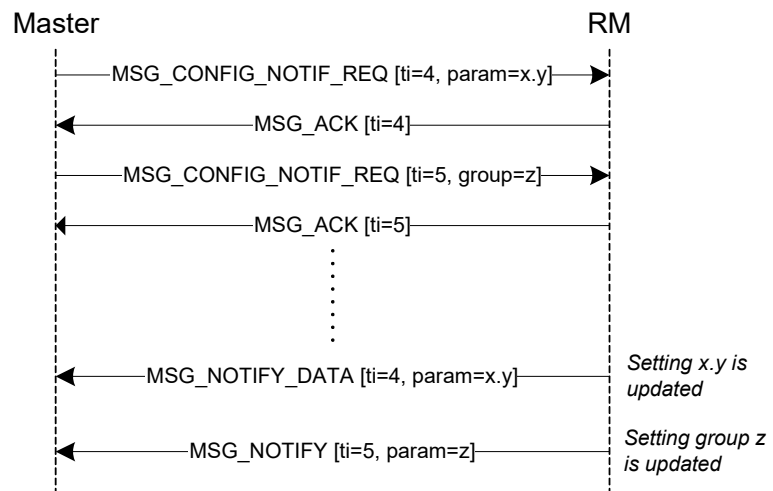 Master
RM
MSG_CONFIG_NOTIF_REQ [ti=4, param=x.y]
MSG_ACK [ti=4]
MSG_CONFIG_NOTIF_REQ [ti=5, group=z]
MSG_ACK [ti=5]
MSG_NOTIFY_DATA [ti=4, param=x.y]
Setting x.y is
updated
MSG_NOTIFY [ti=5, param=z]
Setting group z
is updated